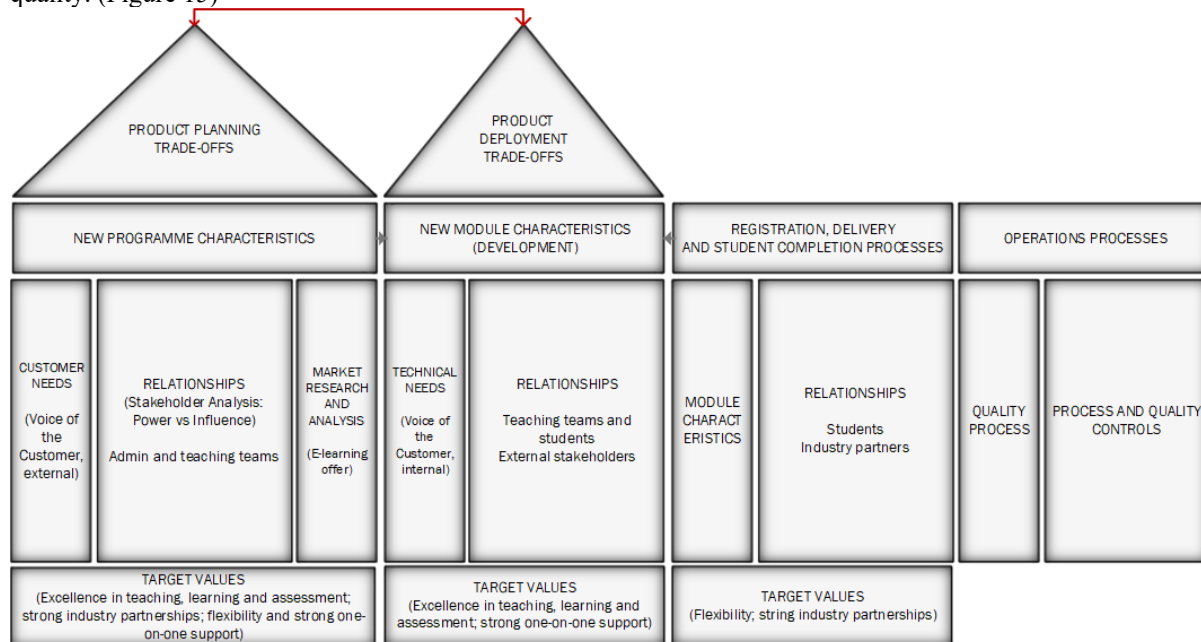 quality. (Figure 15)
PRODUCT PLANNING
TRADE-OFFS
PRODUCT
DEPLOYMENT
TRADE-OFFS
NEW PROGRAMME CHARACTERISTICS
NEW MODULE CHARACTERISTICS
(DEVELOPMENT)
REGISTRATION, DELIVERY
AND STUDENT COMPLETION PROCESSES
OPERATIONS PROCESSES
CUSTOMER
NEEDS
(Voice of
the
Customer,
external)
RELATIONSHIPS
(Stakeholder Analysis:
Power vs Influence)
Admin and teaching teams
MARKET
RESEARCH
AND
ANALYSIS
(E-learning
offer)
TECHNICAL
NEEDS
(Voice of
the
Customer,
internal)
RELATIONSHIPS
Teaching teams and
students
External stakeholders
MODULE
CHARACT
ERISTICS
RELATIONSHIPS
Students
Industry partners
QUALITY
PROCESS
PROCESS AND QUALITY
CONTROLS
TARGET VALUES
(Excellence in teaching, learning and assessment;
strong industry partnerships; flexibility and strong one-
on-one support)
TARGET VALUES
(Excellence in teaching, learning and
assessment; strong one-on-one support)
TARGET VALUES
(Flexibility; string industry partnerships)